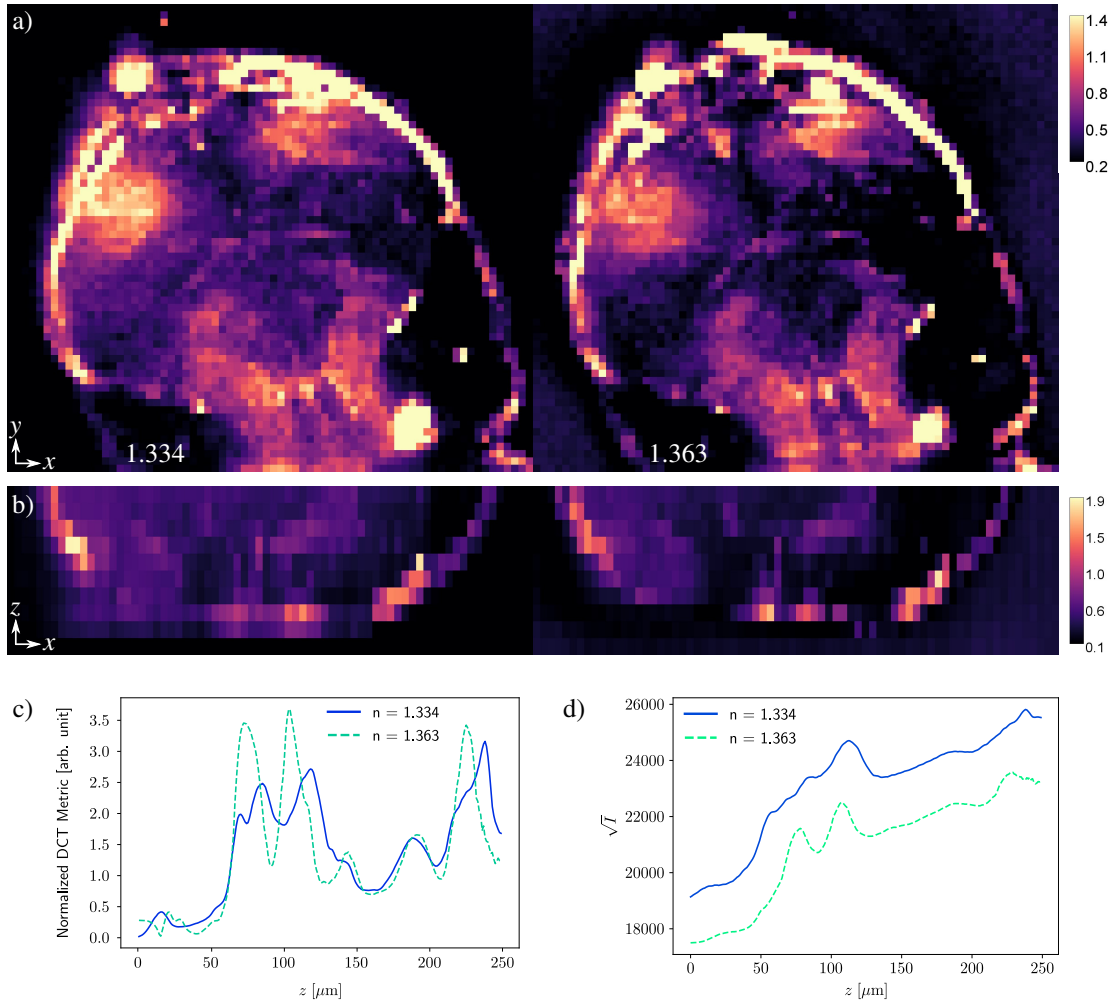 a)
1.4
1.1
0.8
0.5
0.2
y
x
1.334
1.363
b)
1.9
1.5
1.0
0.6
0.1
z
x
c)
Normalized DCT Metric [arb. unit]
3.5
3.0
2.5
2.0
1.5
1.0
0.5
0.0
n = 1.334
n = 1.363
0 50 100 150 200 250
z [μm]
d)
√I
26000
24000
22000
20000
18000
n = 1.334
n = 1.363
0 50 100 150 200 250
z [μm]